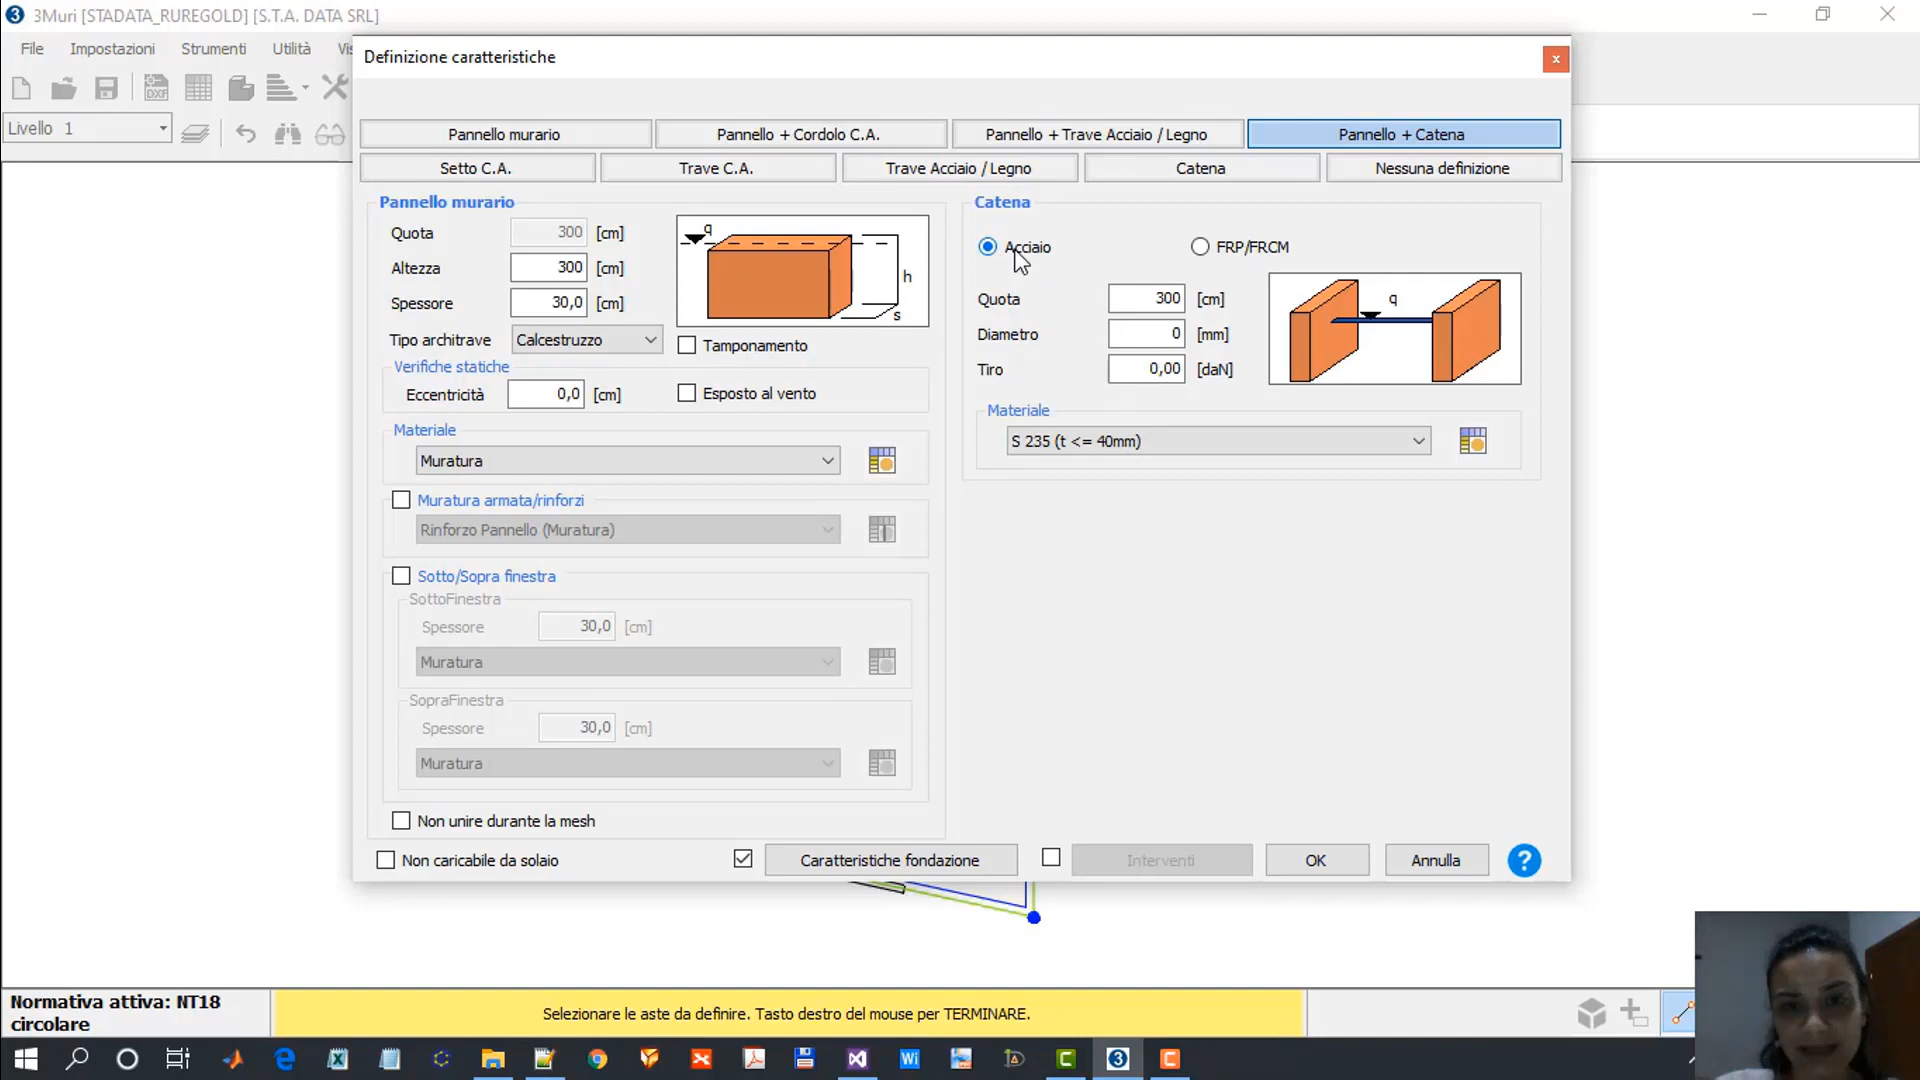 3Muri [STADATA_RUREGOLD] [S.T.A. DATA SRL]
File Impostazioni Strumenti Utilità Vis
Livello 1
Definizione caratteristiche
Pannello murario Pannello + Cordolo C.A. Pannello + Trave Acciaio / Legno Pannello + Catena
Setto C.A. Trave C.A. Trave Acciaio / Legno Catena Nessuna definizione
Pannello murario
Quota 300 [cm]
Altezza 300 [cm]
Spessore 30,0 [cm]
q
h
s
Tipo architrave Calcestruzzo
Tamponamento
Verifiche statiche
Eccentricità 0,0 [cm]
Esposto al vento
Materiale
Muratura
Muratura armata/rinforzi
Rinforzo Pannello (Muratura)
Sotto/Sopra finestra
SottoFinestra
Spessore 30,0 [cm]
Muratura
SopraFinestra
Spessore 30,0 [cm]
Muratura
Non unire durante la mesh
Catena
Acciaio FRP/FRCM
Quota 300 [cm]
Diametro 0 [mm]
Tiro 0,00 [daN]
q
Materiale
S 235 (t <= 40mm)
Non caricabile da solaio
Caratteristiche fondazione
Interventi
OK
Annulla
?
Normativa attiva: NT18
circolare
Selezionare le aste da definire. Tasto destro del mouse per TERMINARE.